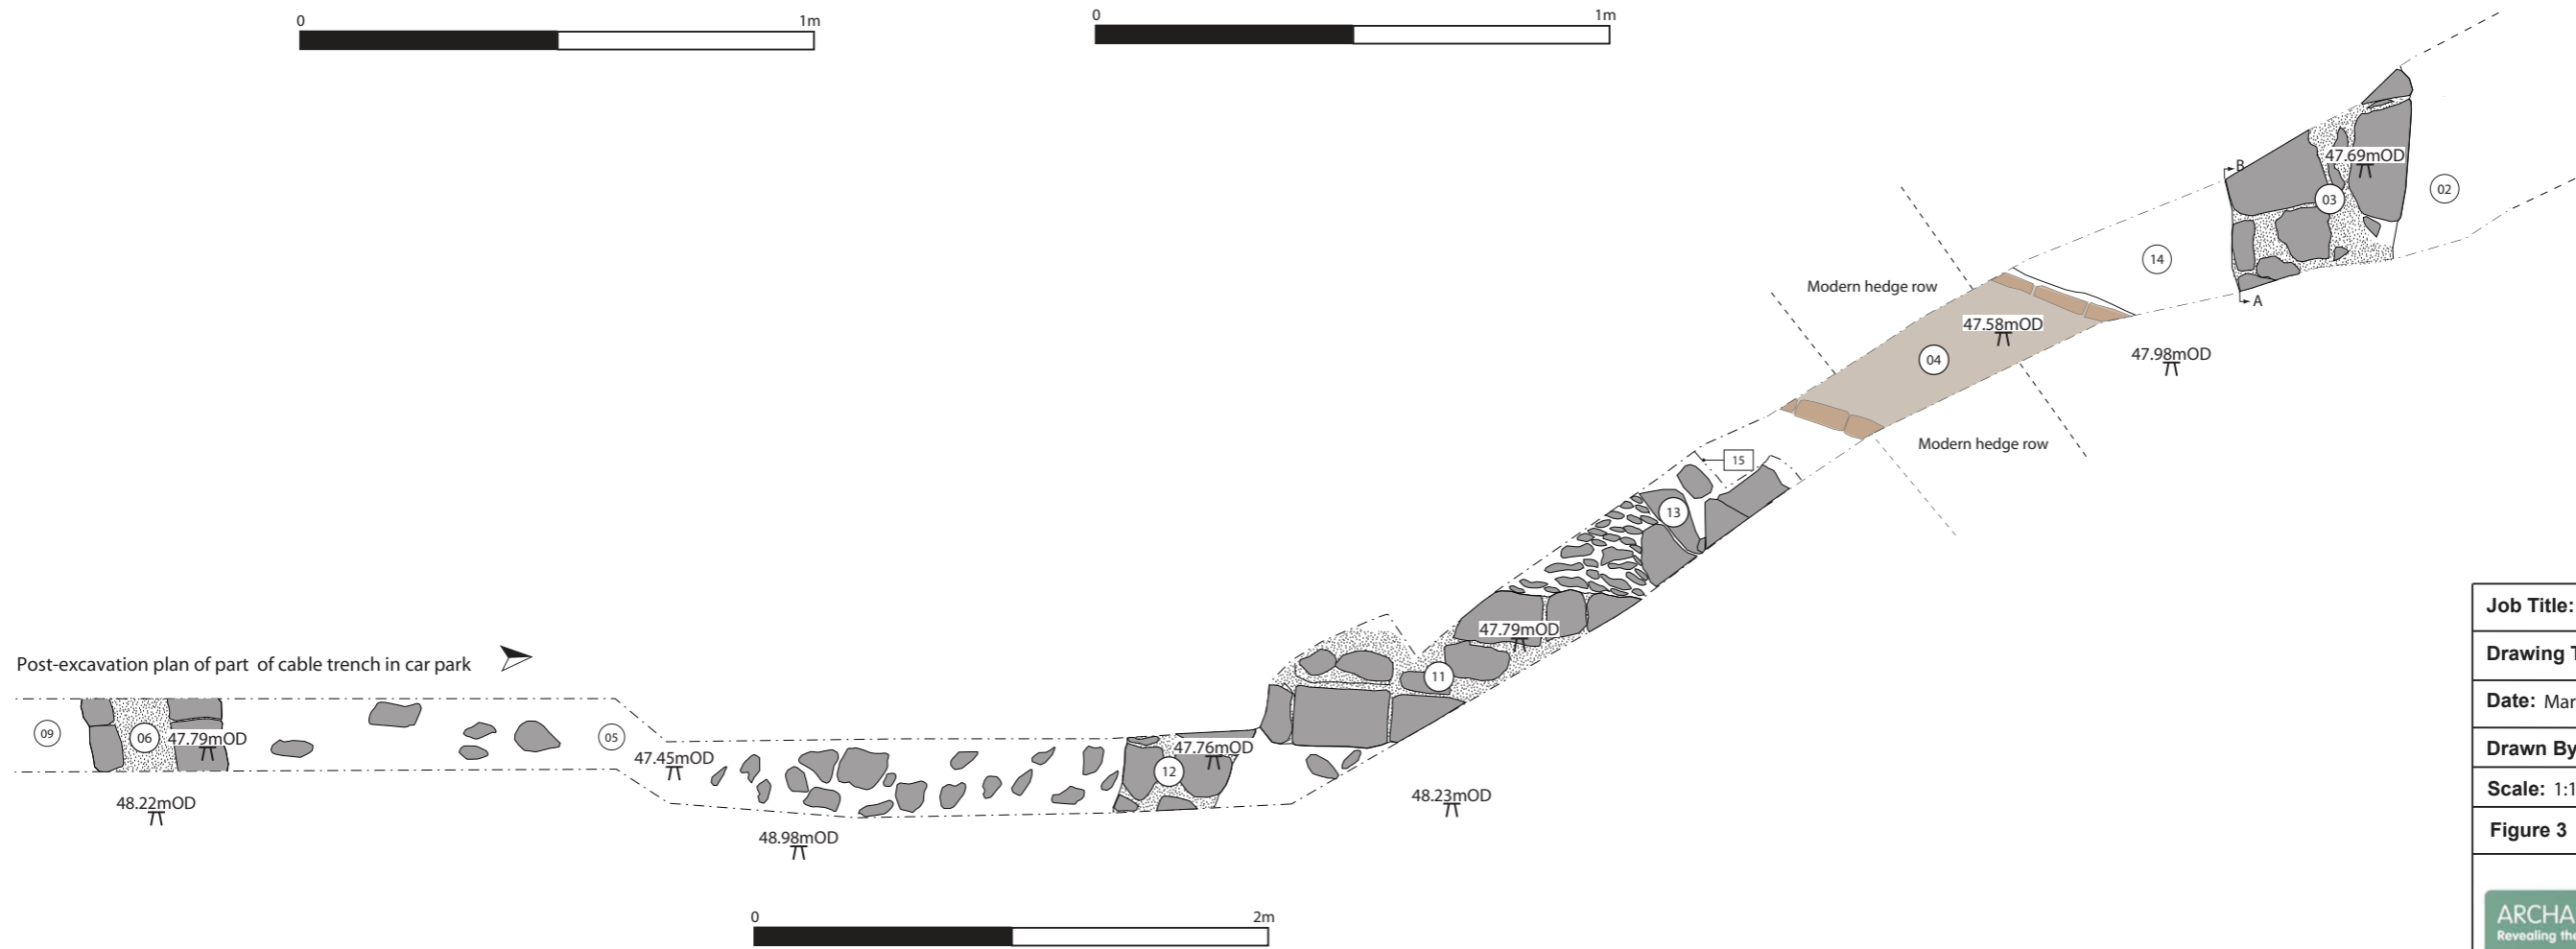 0 1m
0 1m
B
47.69mOD
03
02
14
A
Modern hedge row
47.58mOD
04
47.98mOD
Modern hedge row
15
13
47.79mOD
11
Post-excavation plan of part of cable trench in car park
09
06
47.79mOD
05
47.45mOD
47.76mOD
12
48.22mOD
48.23mOD
48.98mOD
0 2m
Job Title:
Drawing T
Date: Mar
Drawn By
Scale: 1:1
Figure 3
ARCHA
Revealing the